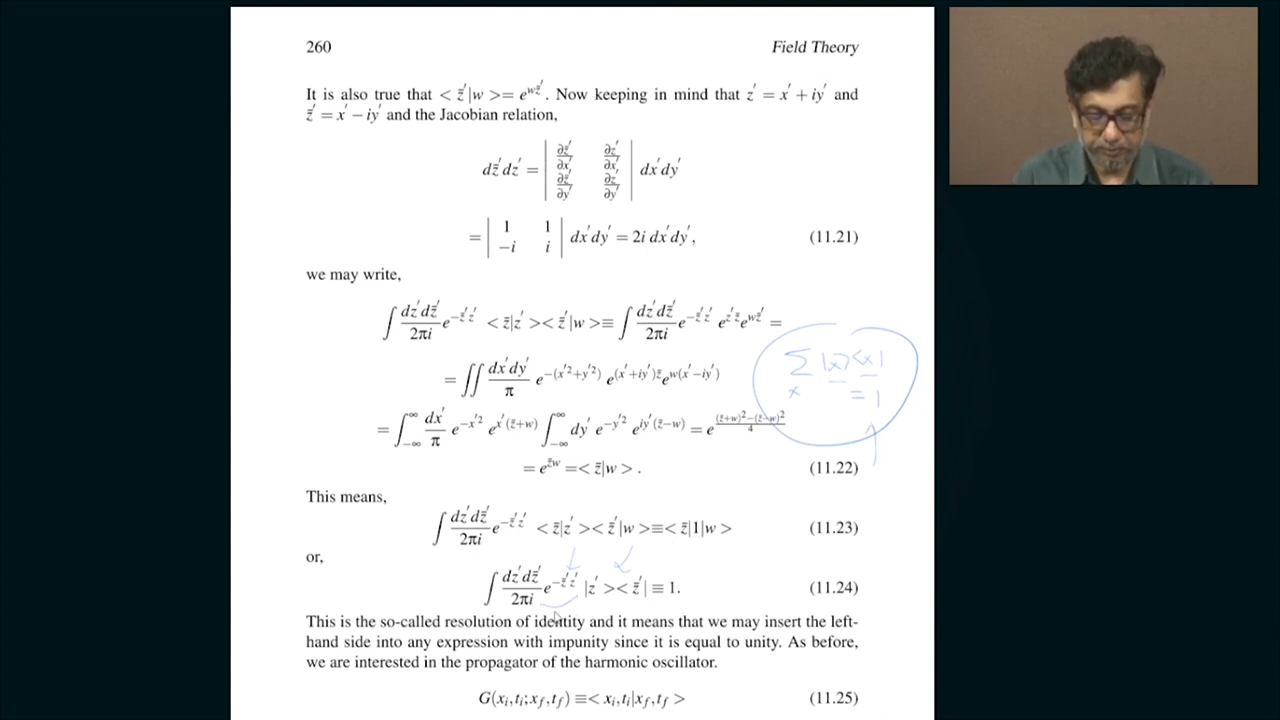 260 Field Theory
It is also true that < z̄′|w >= e^{wz̄′}. Now keeping in mind that z′ = x′ + iy′ and
z̄′ = x′ − iy′ and the Jacobian relation,
dz̄′dz′ = | ∂z̄′/∂x′ ∂z′/∂x′ ; ∂z̄′/∂y′ ∂z′/∂y′ | dx′dy′
= | 1 1 ; −i i | dx′dy′ = 2i dx′dy′, (11.21)
we may write,
∫ dz′dz̄′/2πi e^{−z̄′z′} < z̄|z′ >< z̄′|w >≡ ∫ dz′dz̄′/2πi e^{−z̄′z′} e^{z′z̄} e^{wz̄′} =
= ∬ dx′dy′/π e^{−(x′²+y′²)} e^{(x′+iy′)z̄} e^{w(x′−iy′)}
∑_x |x><x| = 1
= ∫_{−∞}^{∞} dx′/π e^{−x′²} e^{x′(z̄+w)} ∫_{−∞}^{∞} dy′ e^{−y′²} e^{iy′(z̄−w)} = e^{((z̄+w)²−(z̄−w)²)/4}
= e^{z̄w} =< z̄|w > . (11.22)
This means,
∫ dz′dz̄′/2πi e^{−z̄′z′} < z̄|z′ >< z̄′|w >≡< z̄|1|w > (11.23)
or,
∫ dz′dz̄′/2πi e^{−z̄′z′} |z′ >< z̄′| ≡ 1. (11.24)
This is the so-called resolution of identity and it means that we may insert the left-
hand side into any expression with impunity since it is equal to unity. As before,
we are interested in the propagator of the harmonic oscillator.
G(x_i,t_i;x_f,t_f) ≡< x_i,t_i|x_f,t_f > (11.25)